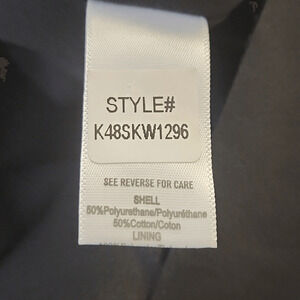 STYLE#
K48SKW1296
SEE REVERSE FOR CARE
SHELL
50%Polyurethane/Polyuréthane
50%Cotton/Coton
LINING